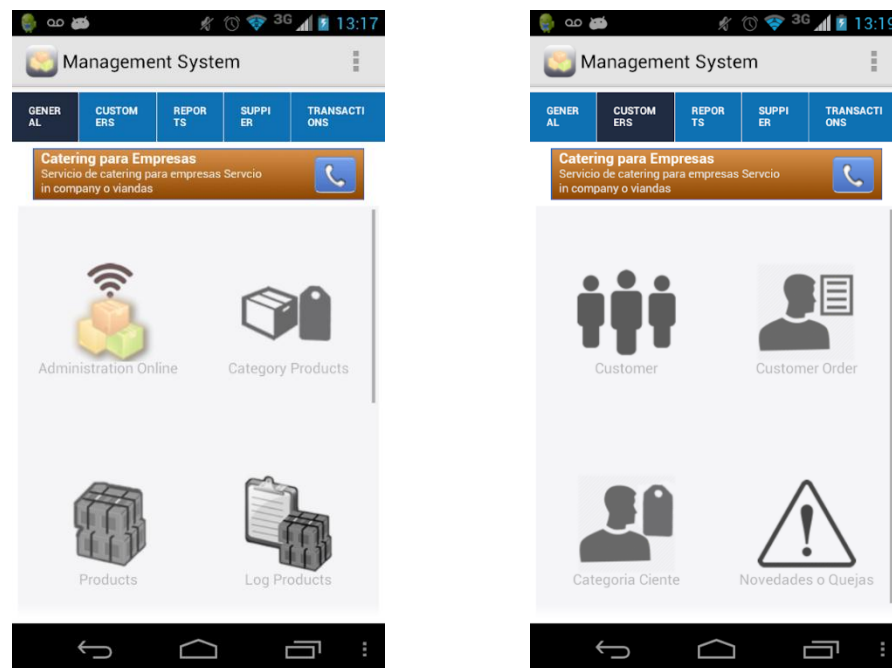 3G 13:17
Management System
GENER
AL
CUSTOM
ERS
REPOR
TS
SUPPI
ER
TRANSACTI
ONS
Catering para Empresas
Servicio de catering para empresas Servcio
in company o viandas
Administration Online
Category Products
Products
Log Products
3G 13:19
Management System
GENER
AL
CUSTOM
ERS
REPOR
TS
SUPPI
ER
TRANSACTI
ONS
Catering para Empresas
Servicio de catering para empresas Servcio
in company o viandas
Customer
Customer Order
Categoria Ciente
Novedades o Quejas